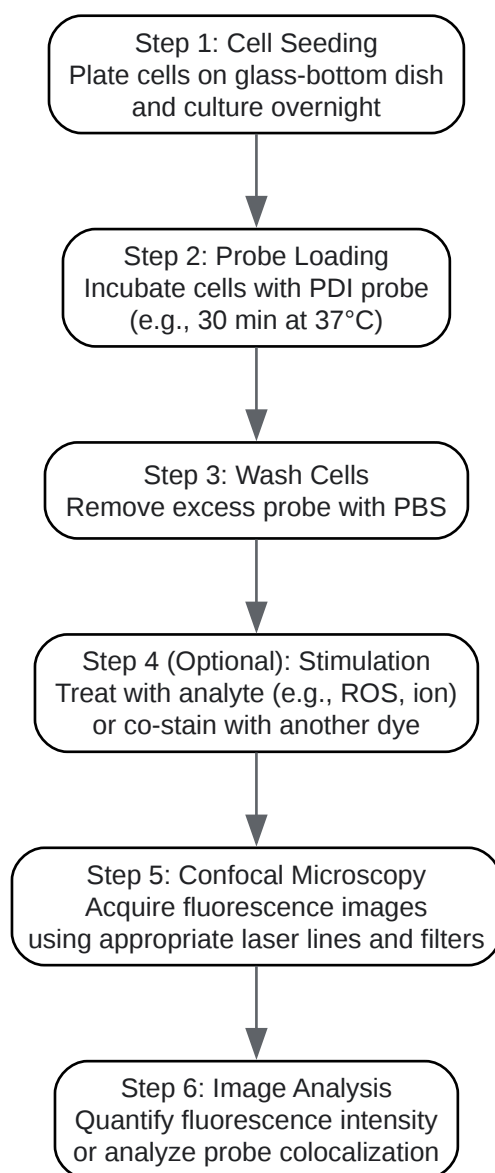 Step 1: Cell Seeding
Plate cells on glass-bottom dish
and culture overnight
Step 2: Probe Loading
Incubate cells with PDI probe
(e.g., 30 min at 37°C)
Step 3: Wash Cells
Remove excess probe with PBS
Step 4 (Optional): Stimulation
Treat with analyte (e.g., ROS, ion)
or co-stain with another dye
Step 5: Confocal Microscopy
Acquire fluorescence images
using appropriate laser lines and filters
Step 6: Image Analysis
Quantify fluorescence intensity
or analyze probe colocalization